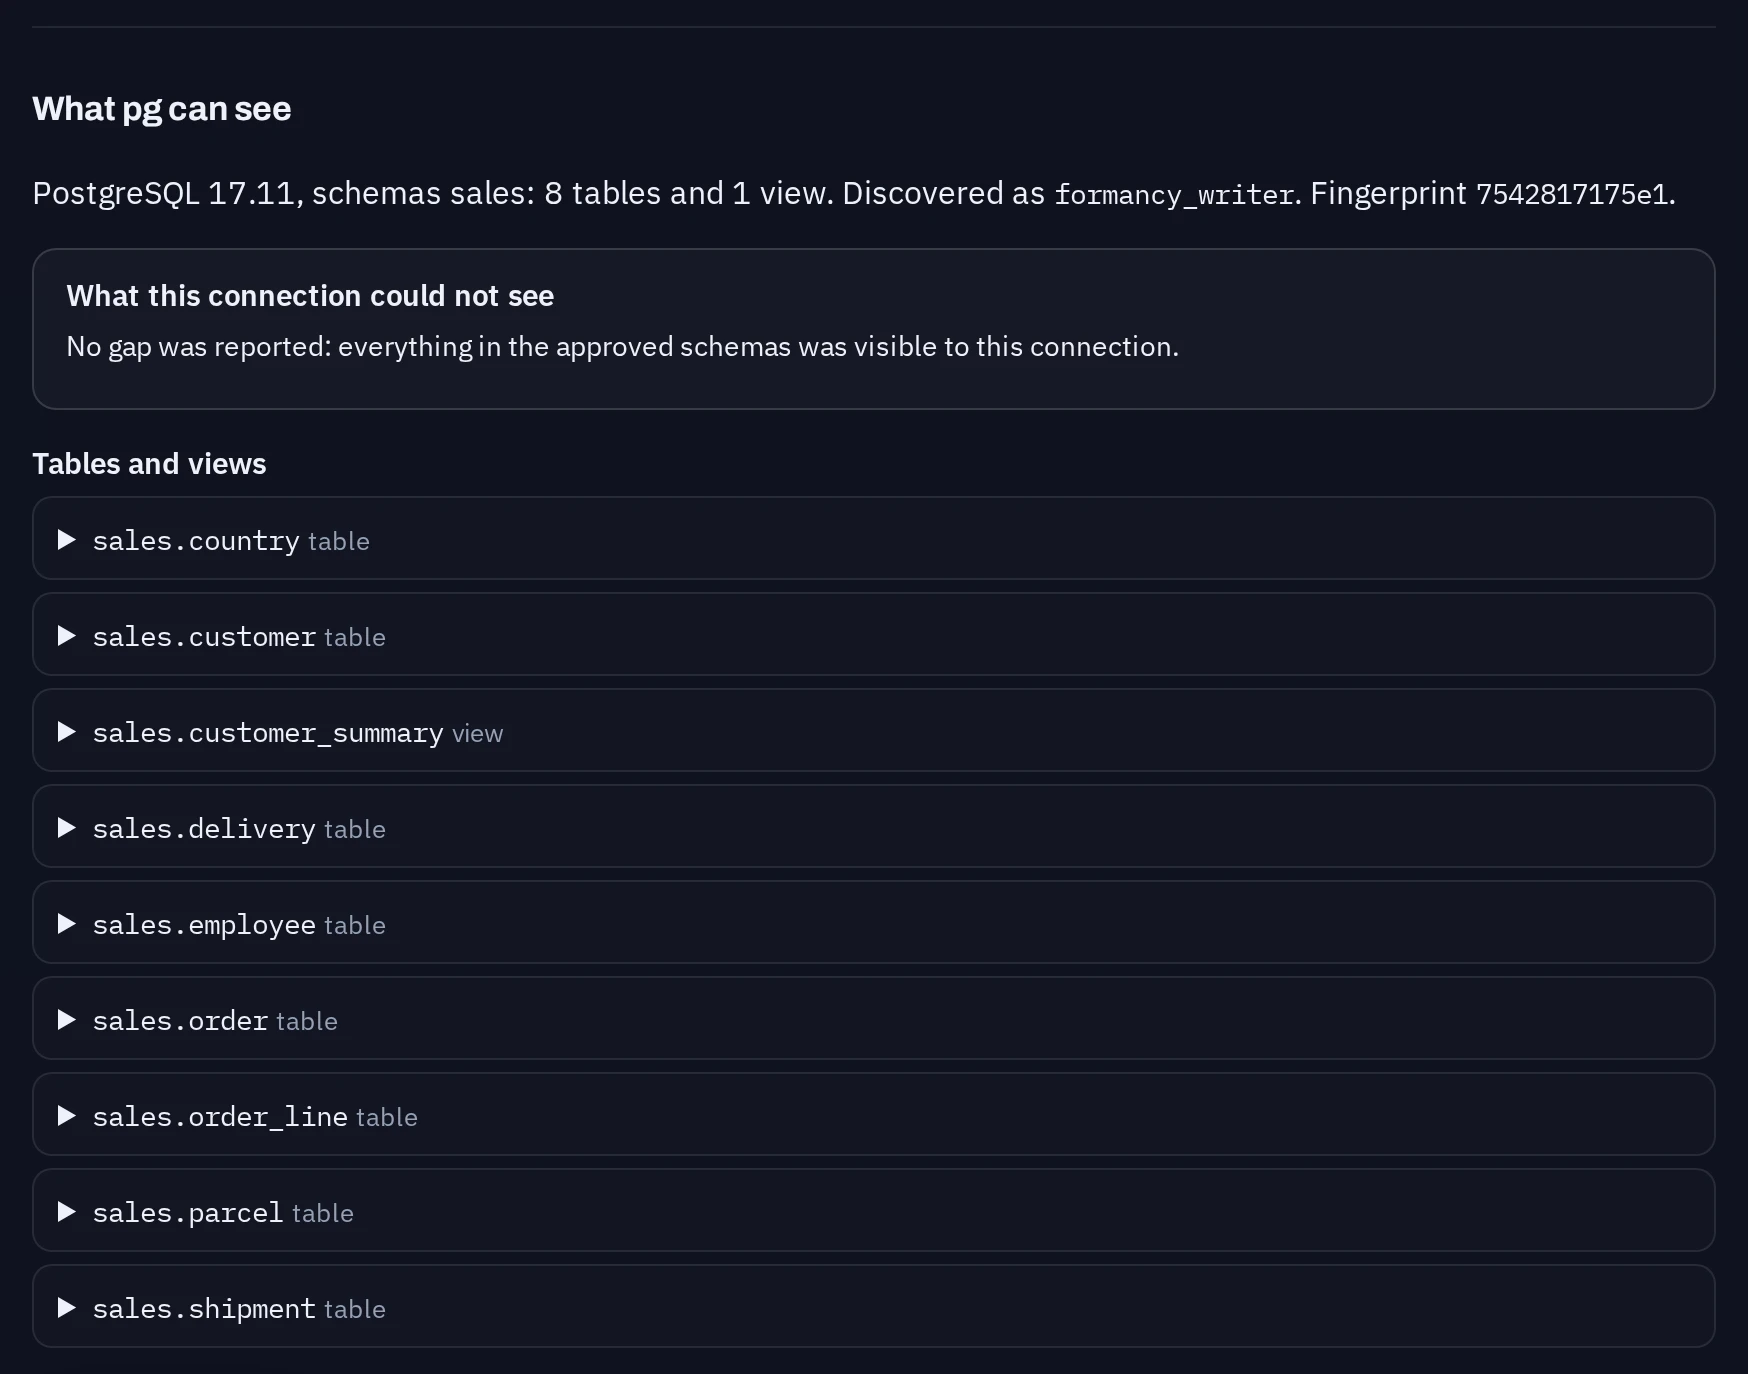 What pg can see
PostgreSQL 17.11, schemas sales: 8 tables and 1 view. Discovered as formancy_writer. Fingerprint 7542817175e1.
What this connection could not see
No gap was reported: everything in the approved schemas was visible to this connection.
Tables and views
sales.country table
sales.customer table
sales.customer_summary view
sales.delivery table
sales.employee table
sales.order table
sales.order_line table
sales.parcel table
sales.shipment table